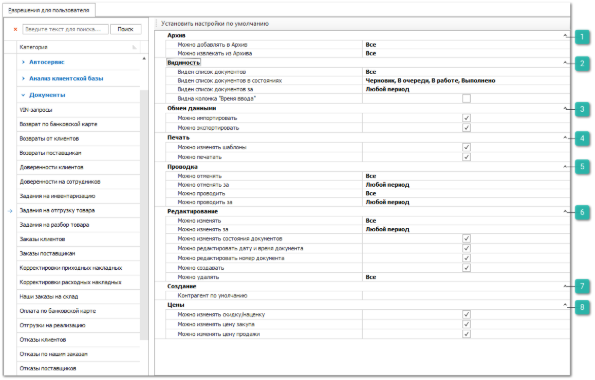 Разрешения для пользователя
Введите текст для поиска...
Поиск
Категория
Автосервис
Анализ клиентской базы
Документы
VIN-запросы
Возврат по банковской карте
Возвраты от клиентов
Возвраты поставщикам
Доверенности клиентов
Доверенности на сотрудников
Задания на инвентаризацию
Задания на отгрузку товара
Задания на разбор товара
Заказы клиентов
Заказы поставщикам
Корректировки приходных накладных
Корректировки расходных накладных
Наши заказы на склад
Оплата по банковской карте
Отгрузки на реализацию
Отказы клиентов
Отказы по нашим заказам
Отказы поставщиков
Установить настройки по умолчанию
Архив 1
Можно добавлять в Архив Все
Можно извлекать из Архива Все
Видимость 2
Виден список документов Все
Виден список документов в состояниях Черновик, В очереди, В работе, Выполнено
Виден список документов за Любой период
Видна колонка "Время ввода"
Обмен данными 3
Можно импортировать
Можно экспортировать
Печать 4
Можно изменять шаблоны
Можно печатать
Проводка 5
Можно отменять Все
Можно отменять за Любой период
Можно проводить Все
Можно проводить за Любой период
Редактирование 6
Можно изменять Все
Можно изменять за Любой период
Можно изменять состояния документов
Можно редактировать дату и время документа
Можно редактировать номер документа
Можно создавать
Можно удалять Все
Создание 7
Контрагент по умолчанию
Цены 8
Можно изменять скидку/наценку
Можно изменять цену закупа
Можно изменять цену продажи